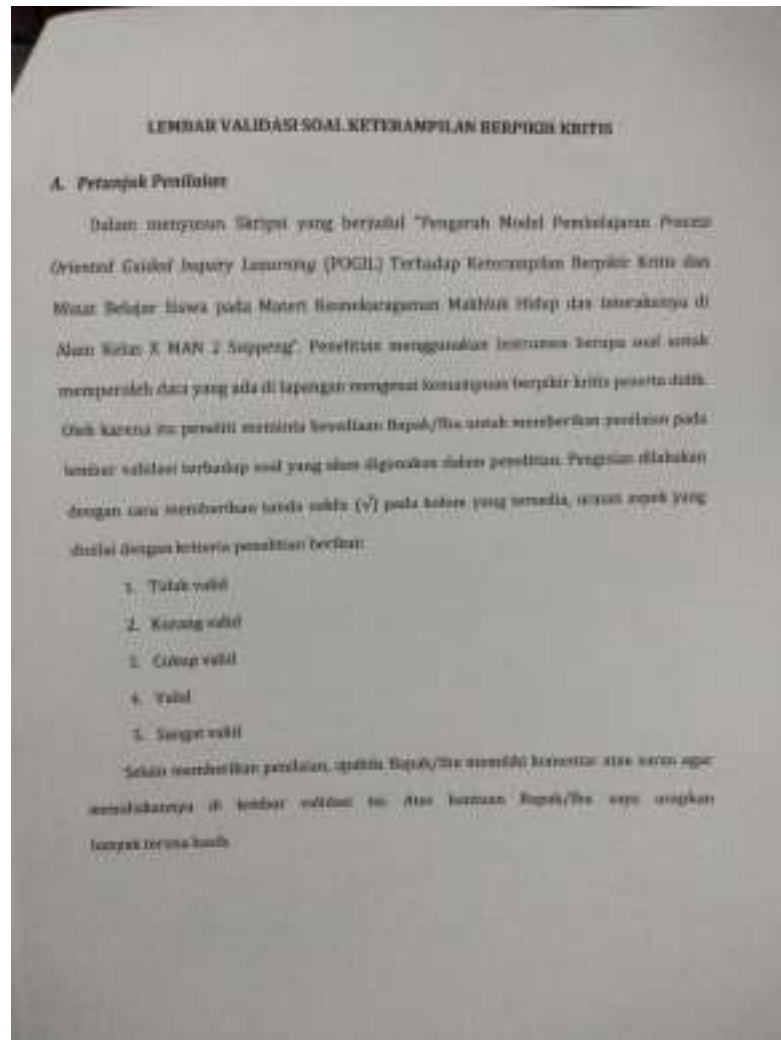 LEMBAR VALIDASI SOAL KETERAMPILAN BERPIKIR KRITIS
A. Petunjuk Penilaian
Dalam menyusun Skripsi yang berjudul "Pengaruh Model Pembelajaran Process
Oriented Guided Inquiry (POGIL) Terhadap Keterampilan Berpikir Kritis dan
Minat Belajar Siswa pada Materi Keanekaragaman Makhluk Hidup dan Interaksinya di
Alam Kelas X MAN 2 Soppeng". Penelitian menggunakan instrumen berupa soal untuk
memperoleh data yang ada di lapangan mengenai kemampuan berpikir kritis peserta didik.
Oleh karena itu peneliti meminta kesediaan Bapak/Ibu untuk memberikan penilaian pada
lembar validasi terhadap soal yang akan digunakan dalam penelitian. Pengisian dilakukan
dengan cara memberikan tanda ceklis (√) pada kolom yang tersedia, sesuai aspek yang
dinilai dengan kriteria penelitian berikut:
1. Tidak valid
2. Kurang valid
3. Cukup valid
4. Valid
5. Sangat valid
Selain memberikan penilaian, apabila Bapak/Ibu memiliki komentar atau saran agar
menuliskannya di lembar validasi ini. Atas bantuan Bapak/Ibu saya ucapkan
banyak terima kasih